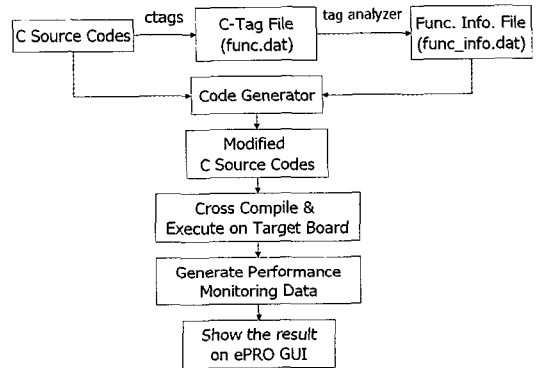 ctags
tag analyzer
C Source Codes
C-Tag File
(func.dat)
Func. Info. File
(func_info.dat)
Code Generator
Modified
C Source Codes
Cross Compile &
Execute on Target Board
Generate Performance
Monitoring Data
Show the result
on ePRO GUI